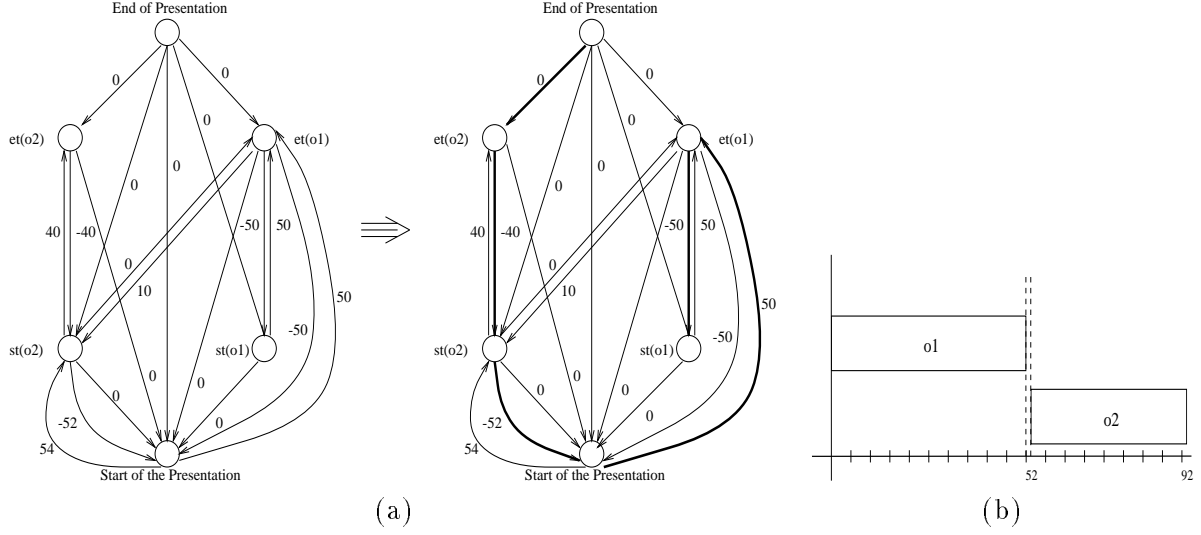 End of Presentation
0
0
0
et(o2)
et(o1)
0
0
40
-40
-50
50
0
10
50
-50
st(o2)
st(o1)
0
0
0
0
-52
54
Start of the Presentation
End of Presentation
0
0
0
et(o2)
et(o1)
0
0
40
-40
-50
50
0
10
50
-50
st(o2)
st(o1)
0
0
0
0
-52
54
Start of the Presentation
(a)
o1
o2
52
92
(b)